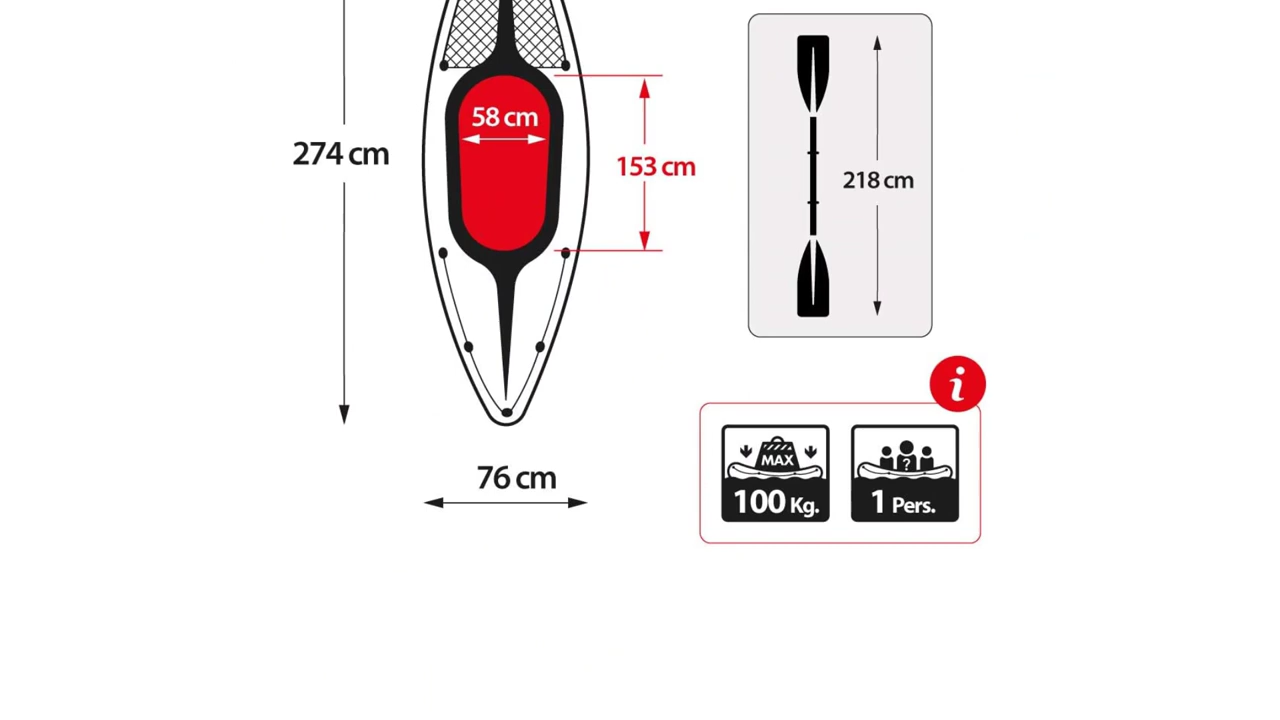 58 cm
274 cm
153 cm
218 cm
i
MAX
?
100 Kg.
1 Pers.
76 cm